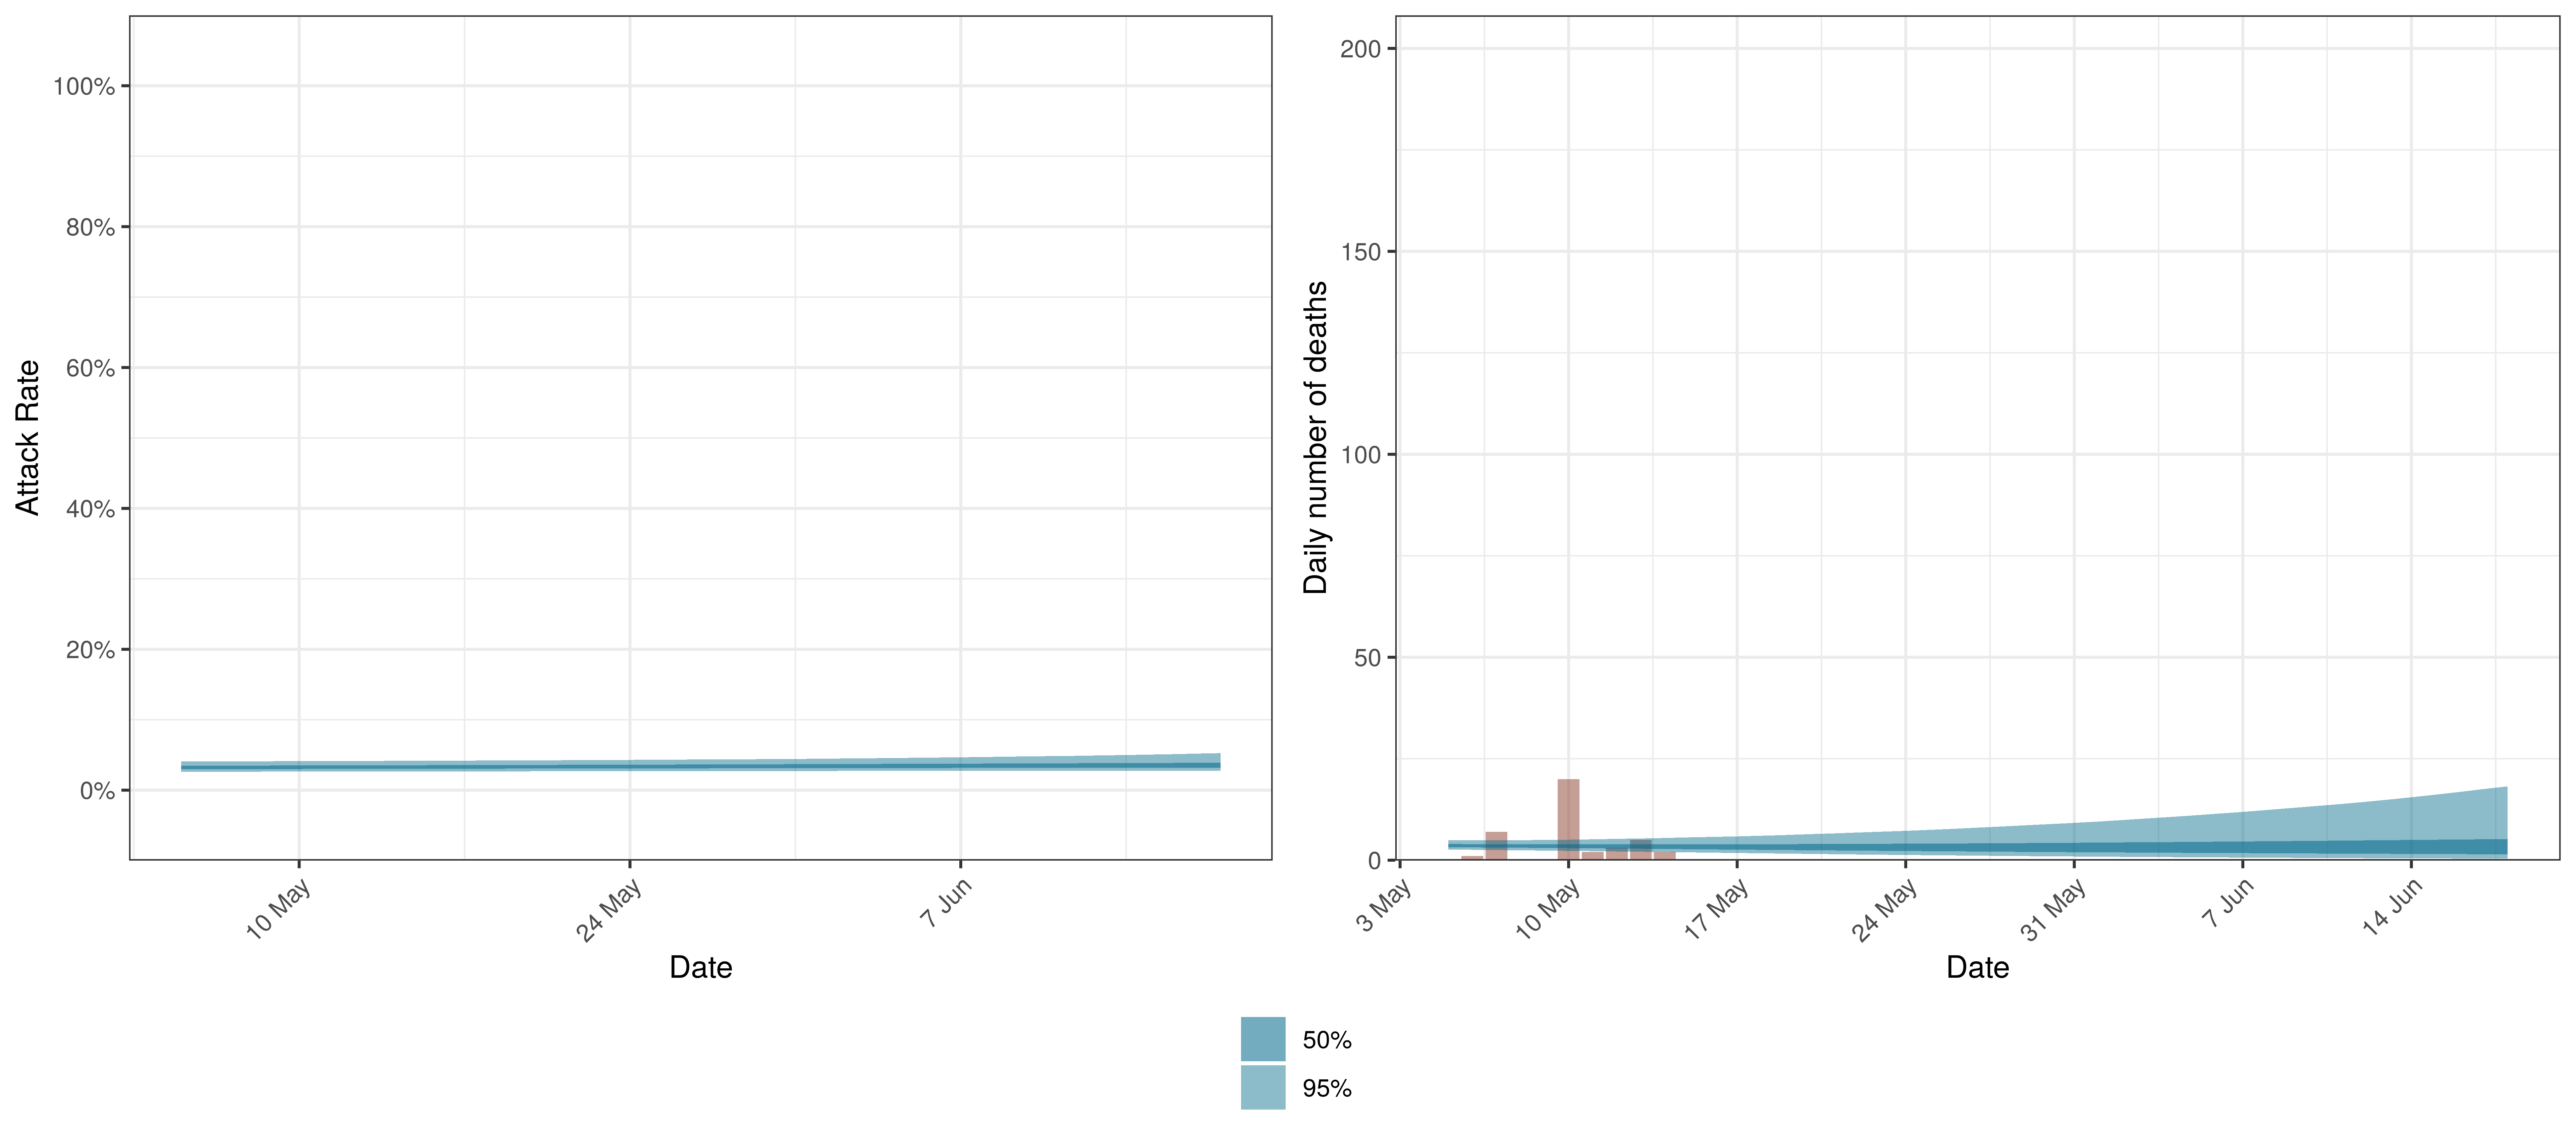 Attack Rate
100%
80%
60%
40%
20%
0%
10 May
24 May
7 Jun
Date
Daily number of deaths
200
150
100
50
0
3 May
10 May
17 May
24 May
31 May
7 Jun
14 Jun
Date
50%
95%